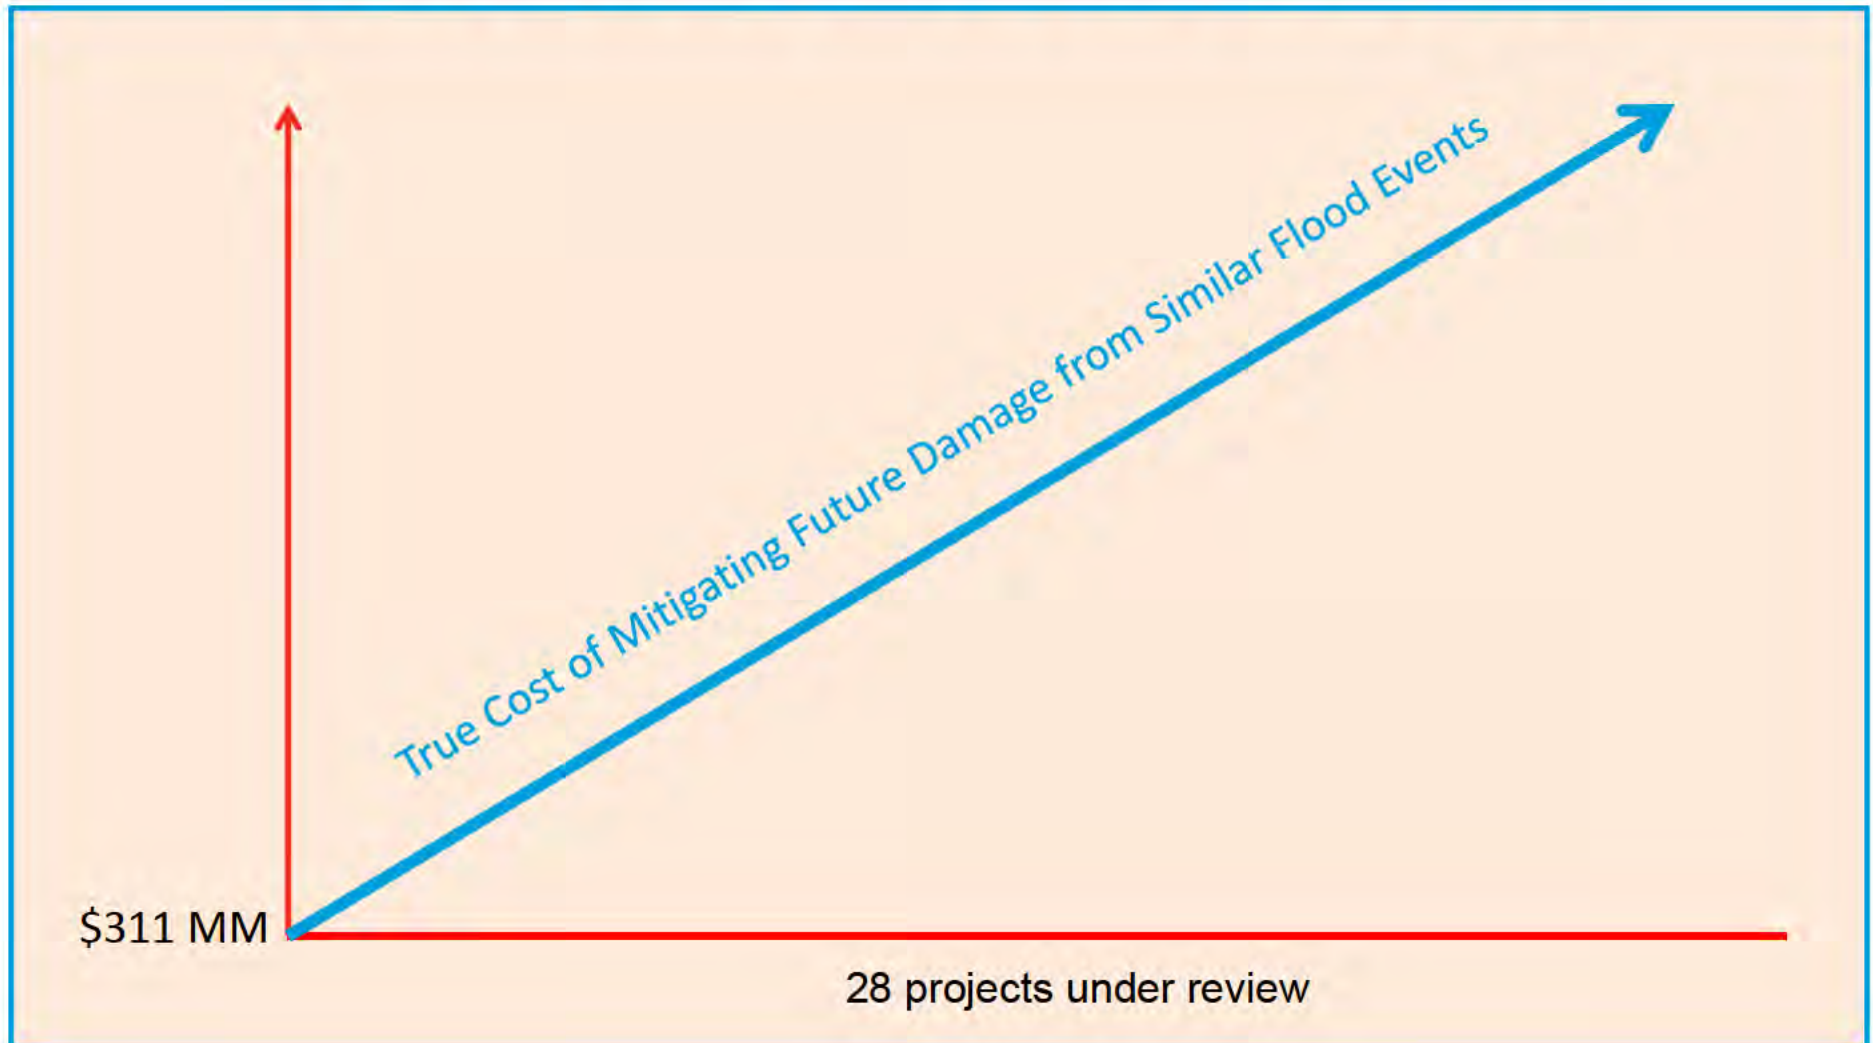 True Cost of Mitigating Future Damage from Similar Flood Events
$311 MM
28 projects under review